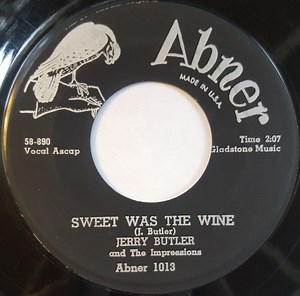 Abner
MADE IN U.S.A.
58-890
Vocal Ascap
Time 2:07
Gladstone Music
SWEET WAS THE WINE
(J. Butler)
JERRY BUTLER
and The Impressions
Abner 1013